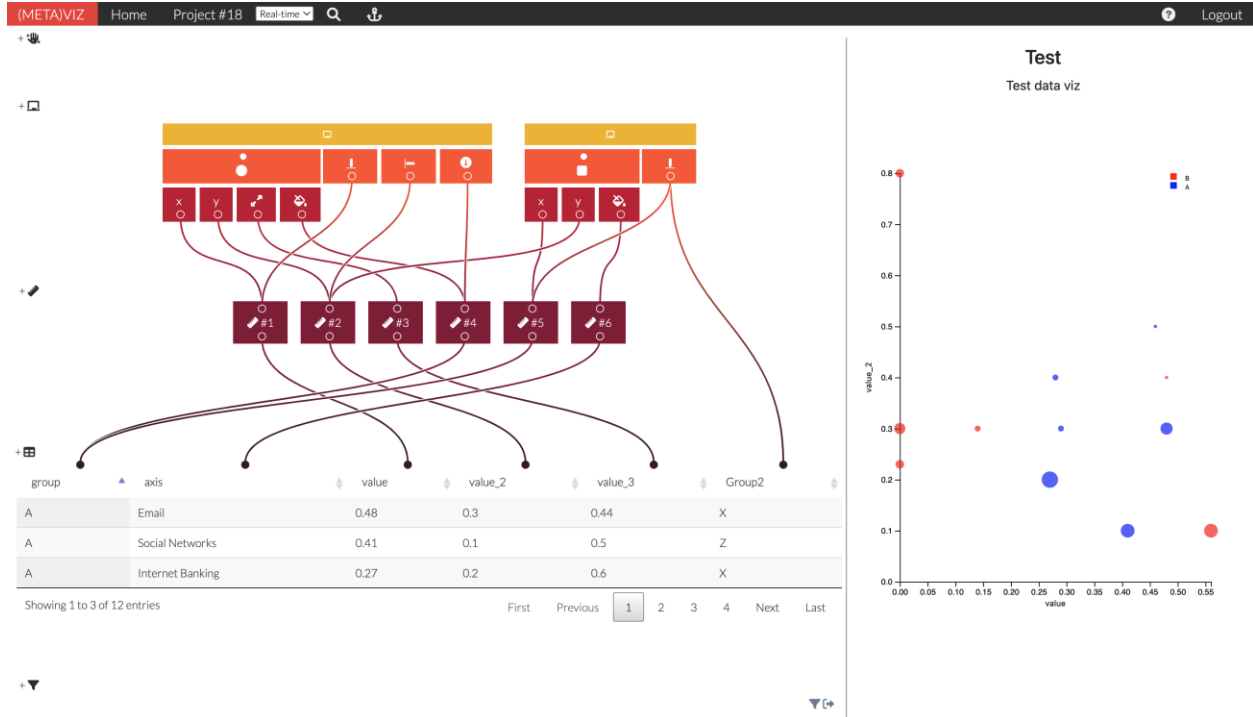 (META)VIZ Home Project #18 Real-time Logout
Test
Test data viz
x y x y
#1 #2 #3 #4 #5 #6
group axis value value_2 value_3 Group2
A Email 0.48 0.3 0.44 X
A Social Networks 0.41 0.1 0.5 Z
A Internet Banking 0.27 0.2 0.6 X
Showing 1 to 3 of 12 entries First Previous 1 2 3 4 Next Last
B
A
0.8
0.7
0.6
0.5
0.4
0.3
0.2
0.1
0.0
value_2
0.00 0.05 0.10 0.15 0.20 0.25 0.30 0.35 0.40 0.45 0.50 0.55
value